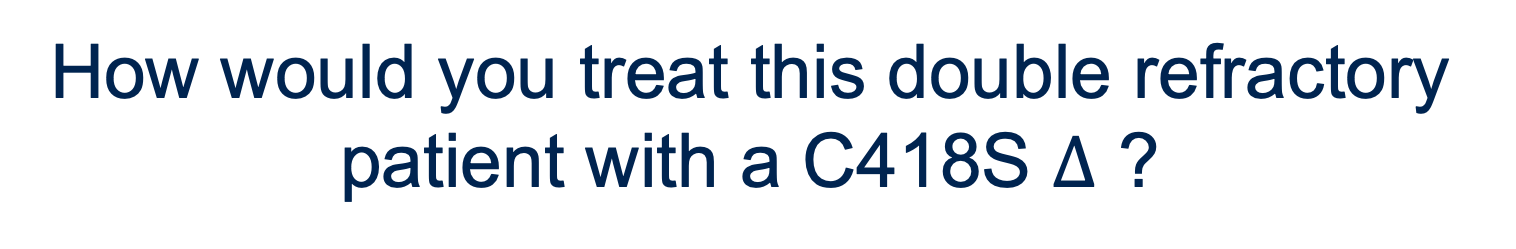 How would you treat this double refractory
patient with a C418S Δ ?